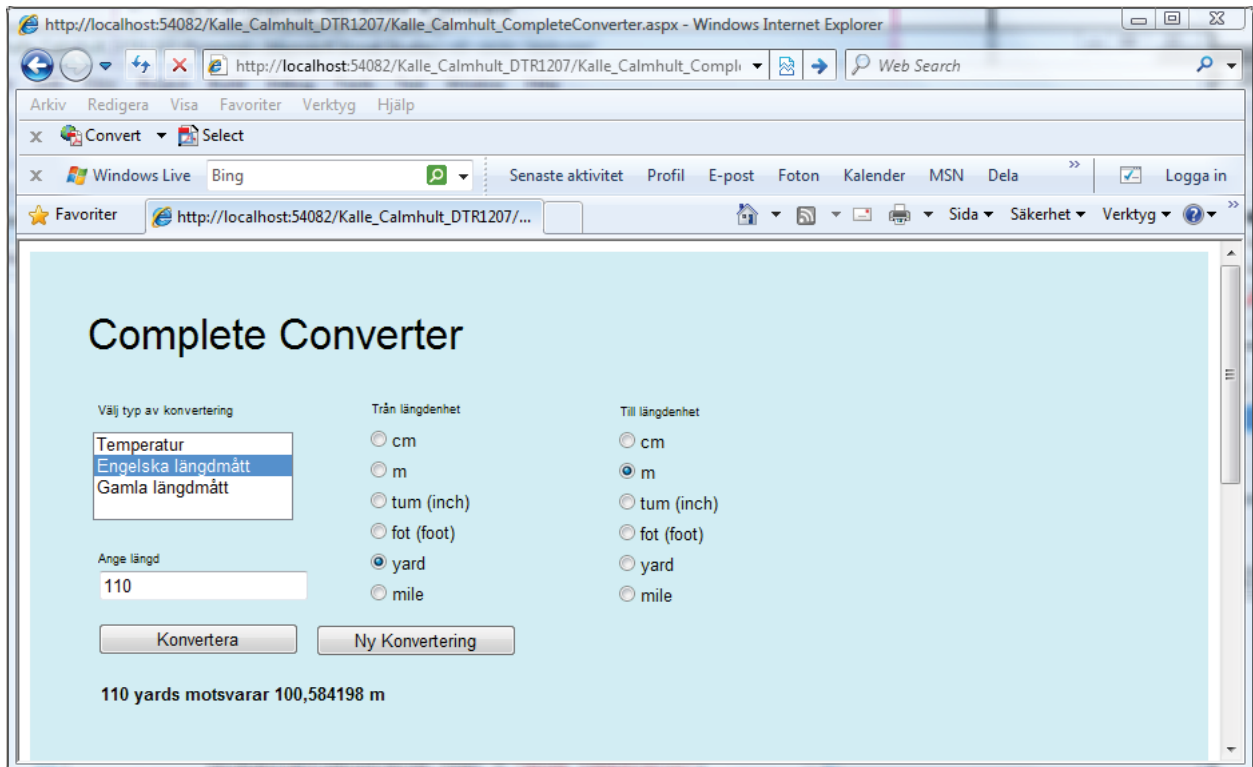 http://localhost:54082/Kalle_Calmhult_DTR1207/Kalle_Calmhult_CompleteConverter.aspx - Windows Internet Explorer
http://localhost:54082/Kalle_Calmhult_DTR1207/Kalle_Calmhult_Compl
Web Search
Arkiv Redigera Visa Favoriter Verktyg Hjälp
x Convert Select
x Windows Live Bing Senaste aktivitet Profil E-post Foton Kalender MSN Dela » Logga in
Favoriter http://localhost:54082/Kalle_Calmhult_DTR1207/... Sida Säkerhet Verktyg »
Complete Converter
Välj typ av konvertering
Temperatur
Engelska längdmått
Gamla längdmått
Ange längd
110
Från längdenhet
cm
m
tum (inch)
fot (foot)
yard
mile
Till längdenhet
cm
m
tum (inch)
fot (foot)
yard
mile
Konvertera Ny Konvertering
110 yards motsvarar 100,584198 m